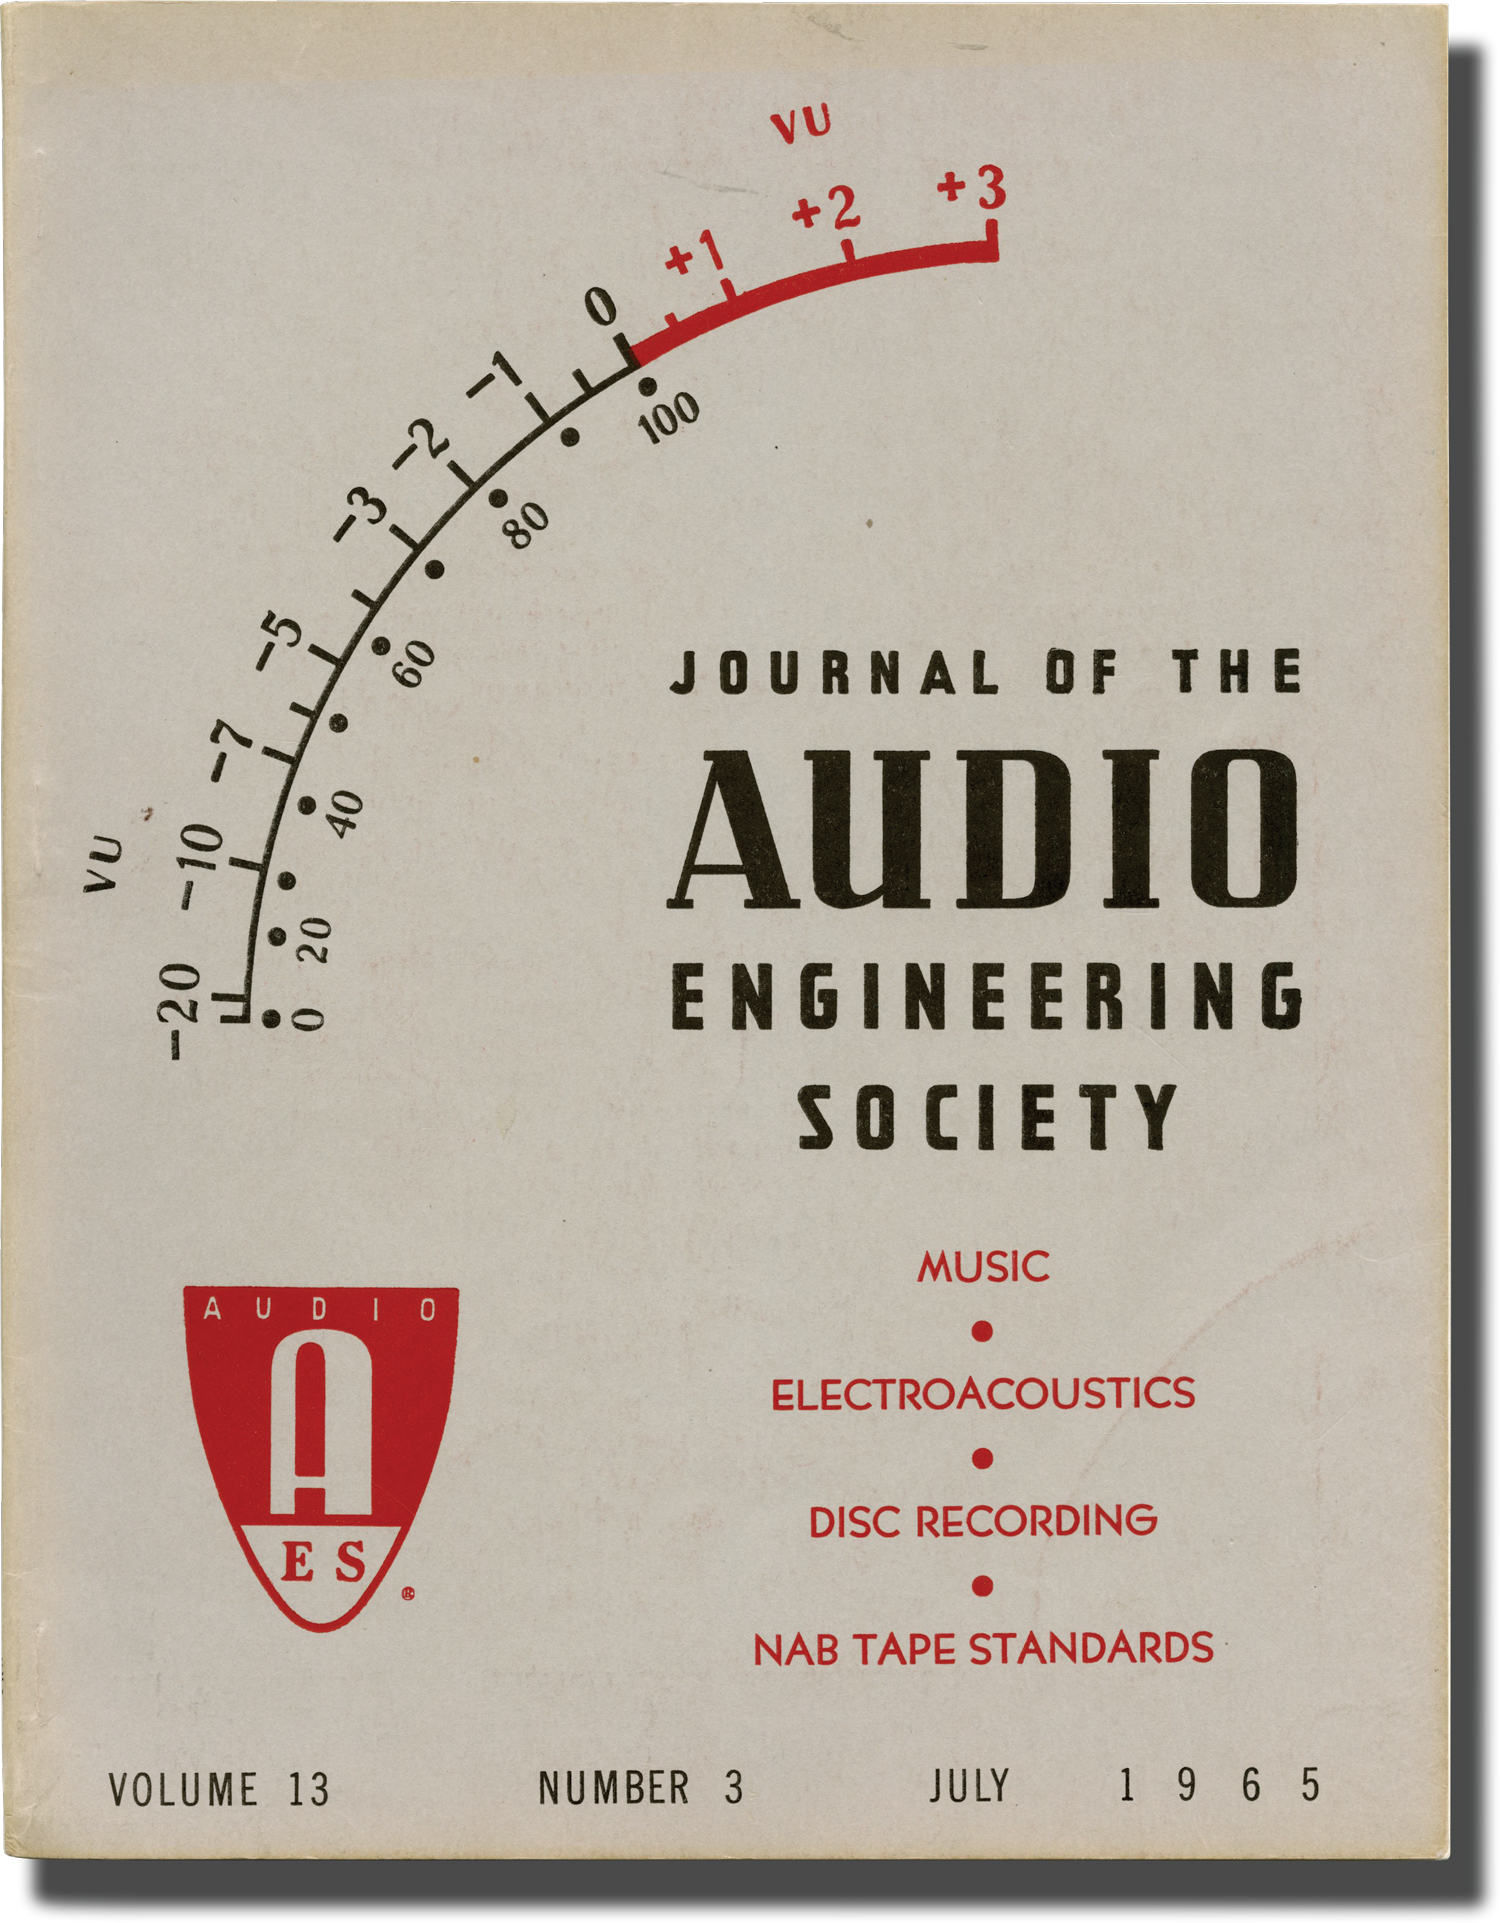 VU
+3
+2
+1
0
-1
-2
-3
-5
-7
-10
-20
VU
100
80
60
40
20
0
JOURNAL OF THE
AUDIO
ENGINEERING
SOCIETY
MUSIC
•
ELECTROACOUSTICS
•
DISC RECORDING
•
NAB TAPE STANDARDS
AUDIO
A
ES
®
VOLUME 13 NUMBER 3 JULY 1965